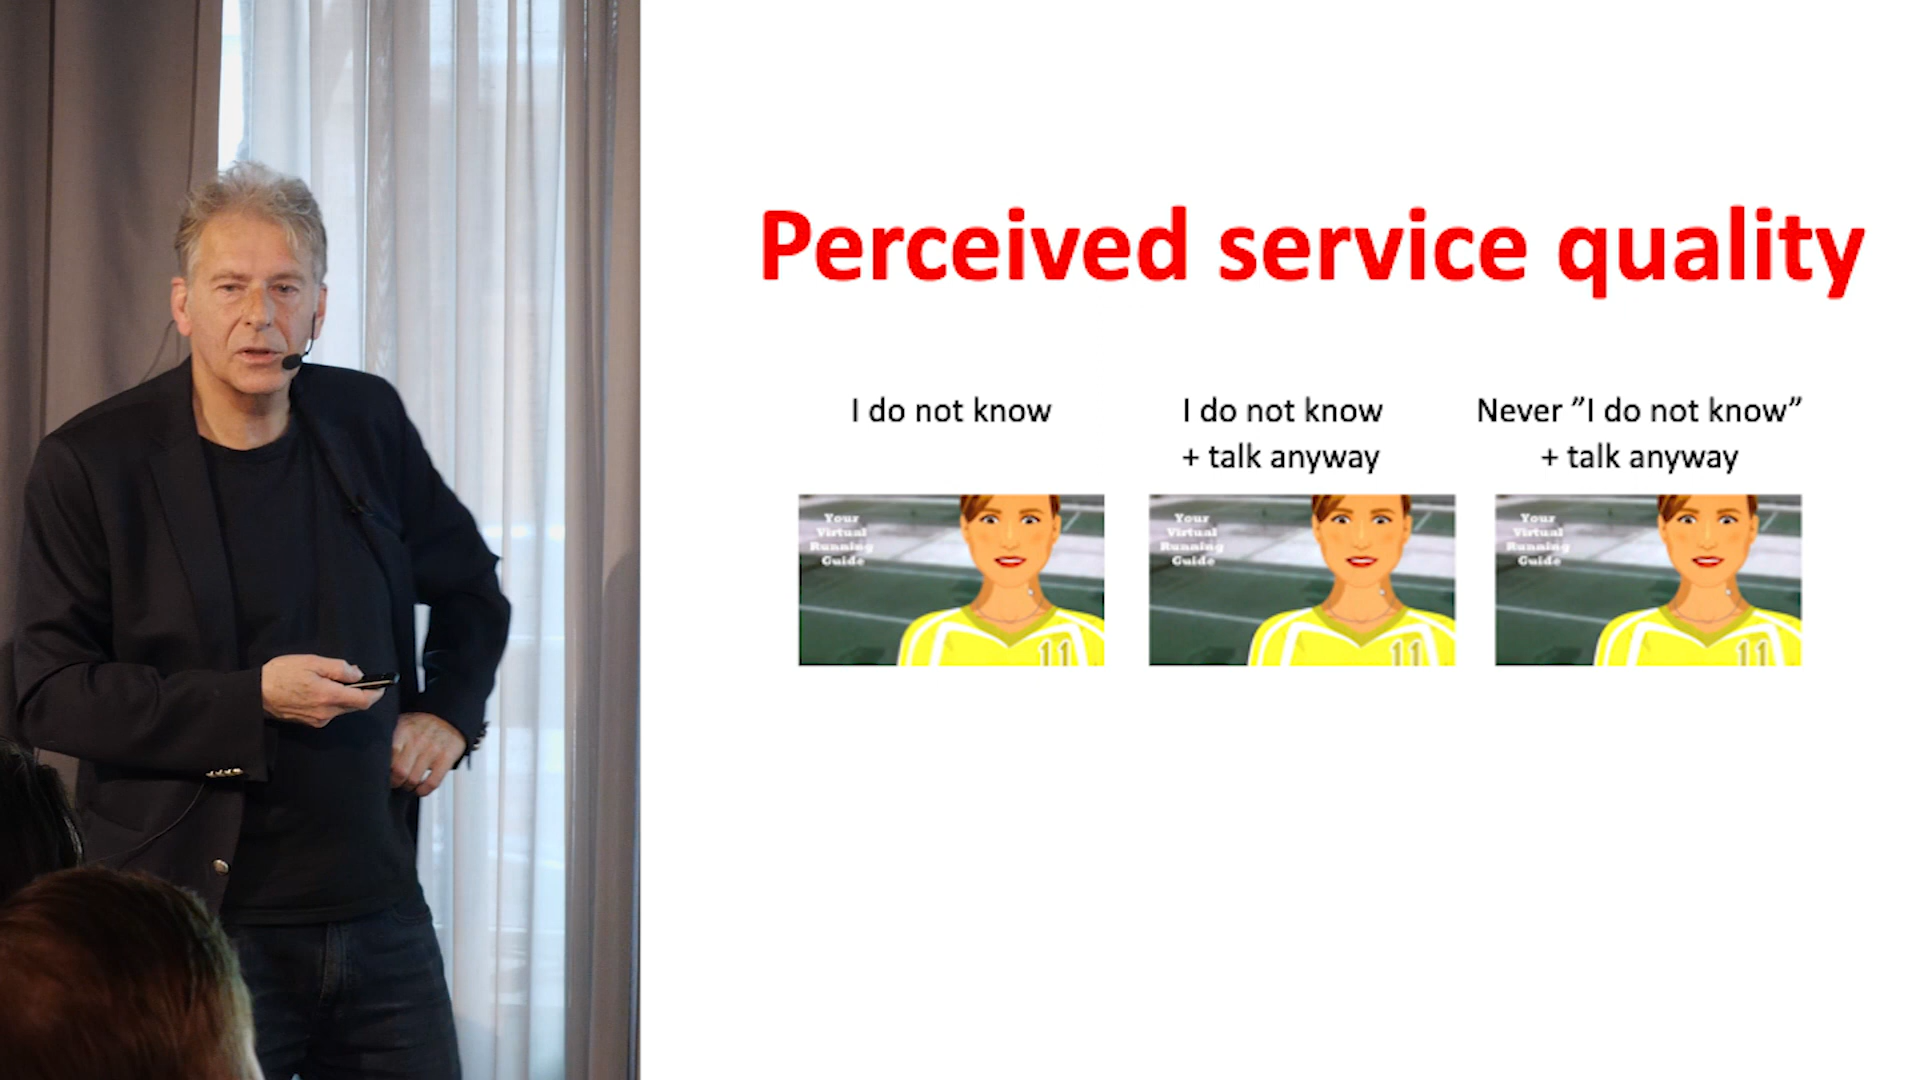 Perceived service quality
I do not know
I do not know
+ talk anyway
Never ”I do not know”
+ talk anyway
Your
Virtual
Running
Guide
11
Your
Virtual
Running
Guide
11
Your
Virtual
Running
Guide
11